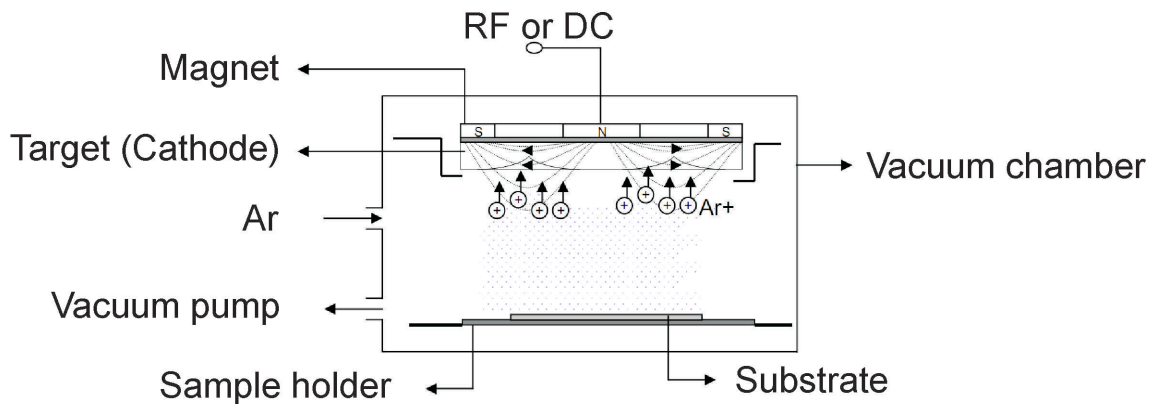 RF or DC
Magnet
S N S
Target (Cathode)
Vacuum chamber
Ar
+ + + + + + + + Ar+
Vacuum pump
Substrate
Sample holder